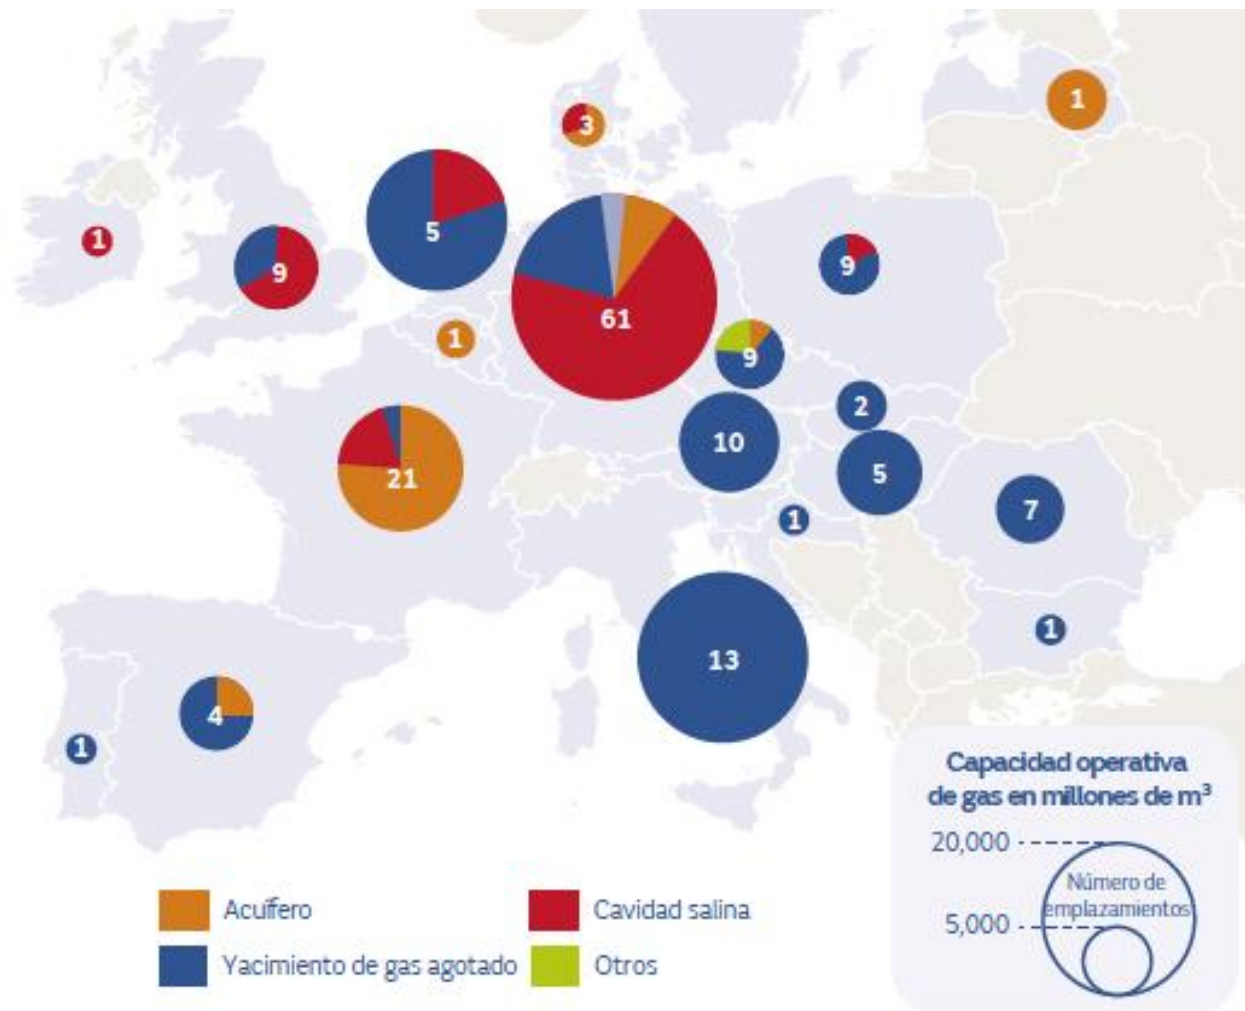 1
3
5
1
9
61
9
1
9
2
10
21
5
7
1
1
13
4
1
Capacidad operativa
de gas en millones de m³
20,000
Número de
emplazamientos
5,000
Acuífero
Cavidad salina
Yacimiento de gas agotado
Otros